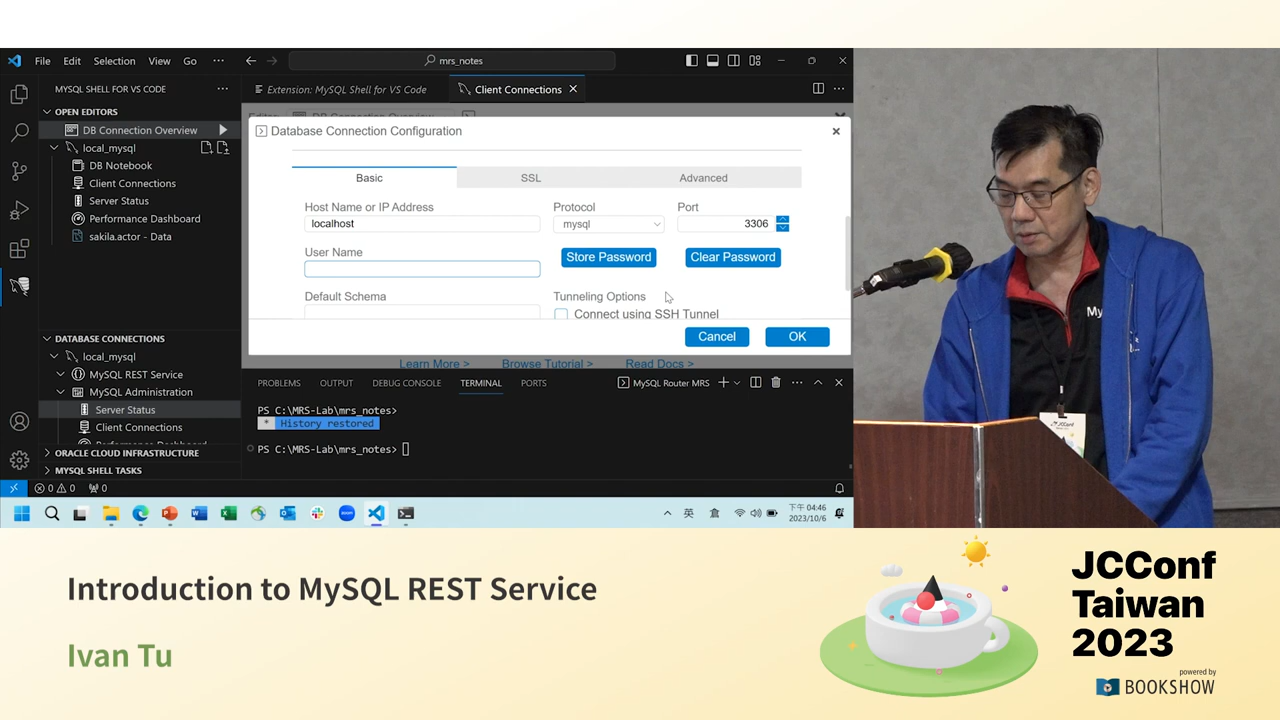 File Edit Selection View Go ···
mrs_notes
MYSQL SHELL FOR VS CODE
···
Extension: MySQL Shell for VS Code
Client Connections
OPEN EDITORS
DB Connection Overview
local_mysql
DB Notebook
Client Connections
Server Status
Performance Dashboard
sakila.actor - Data
Database Connection Configuration
Basic
SSL
Advanced
Host Name or IP Address
Protocol
Port
localhost
mysql
3306
User Name
Store Password
Clear Password
Default Schema
Tunneling Options
Connect using SSH Tunnel
Cancel
OK
Learn More >
Browse Tutorial >
Read Docs >
DATABASE CONNECTIONS
local_mysql
MySQL REST Service
MySQL Administration
Server Status
Client Connections
Performance Dashboard
ORACLE CLOUD INFRASTRUCTURE
MYSQL SHELL TASKS
PROBLEMS
OUTPUT
DEBUG CONSOLE
TERMINAL
PORTS
MySQL Router MRS
PS C:\MRS-Lab\mrs_notes>
* History restored
PS C:\MRS-Lab\mrs_notes>
0 0 0
英
下午 04:46
2023/10/6
My
JCConf
Introduction to MySQL REST Service
Ivan Tu
JCConf
Taiwan
2023
powered by
BOOKSHOW